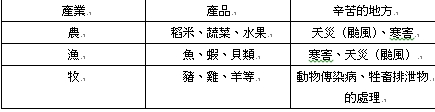 產業 產品 辛苦的地方
農 稻米、蔬菜、水果 天災（颱風）、寒害
漁 魚、蝦、貝類 寒害、天災（颱風）
牧 豬、雞、羊等 動物傳染病、牲畜排泄物
的處理